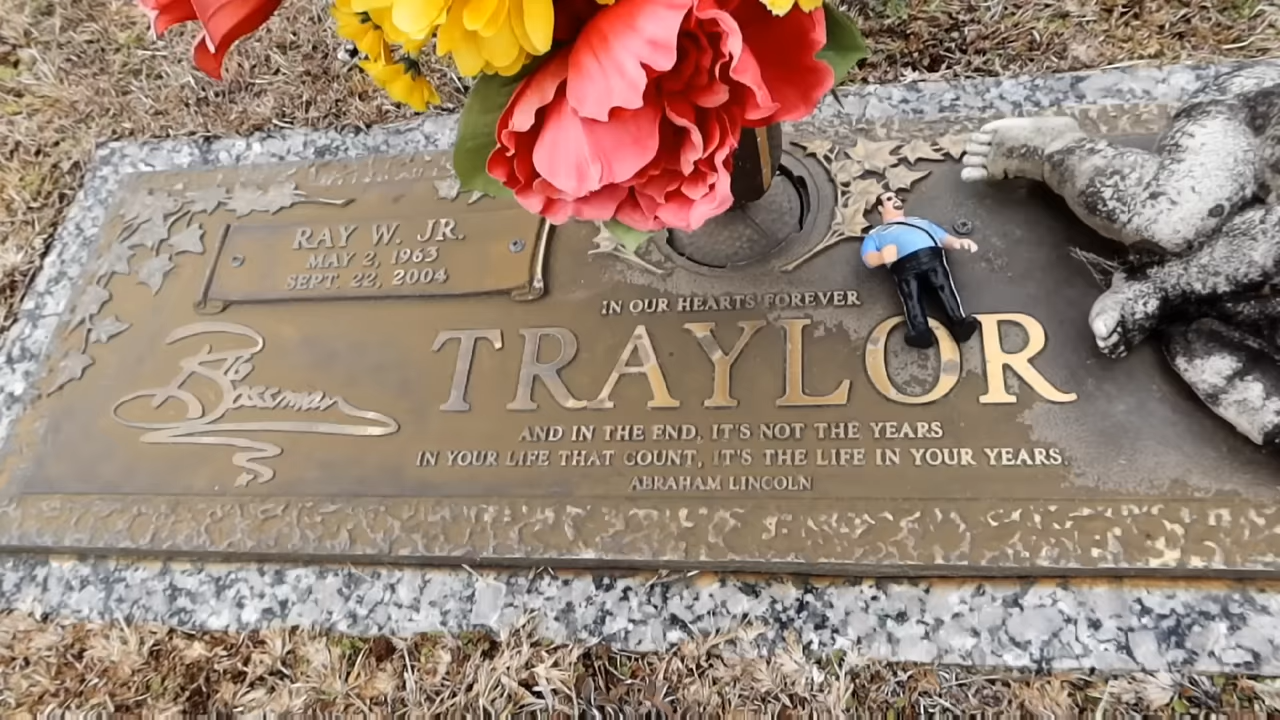 RAY W. JR.
MAY 2, 1963
SEPT. 22, 2004
IN OUR HEARTS FOREVER
TRAYLOR
Big
Bossman
AND IN THE END, IT'S NOT THE YEARS
IN YOUR LIFE THAT COUNT, IT'S THE LIFE IN YOUR YEARS.
ABRAHAM LINCOLN